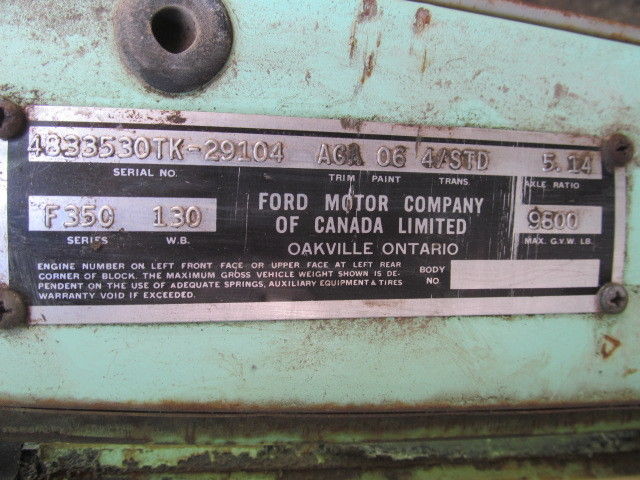 4833530TK-29104 ACA 06 4/STD 5.14
SERIAL NO. TRIM PAINT TRANS. AXLE RATIO
F350 130
SERIES W.B.
FORD MOTOR COMPANY
OF CANADA LIMITED
OAKVILLE ONTARIO
9800
MAX. G.V.W. LB.
ENGINE NUMBER ON LEFT FRONT FACE OR UPPER FACE AT LEFT REAR
CORNER OF BLOCK. THE MAXIMUM GROSS VEHICLE WEIGHT SHOWN IS DE-
PENDENT ON THE USE OF ADEQUATE SPRINGS, AUXILIARY EQUIPMENT & TIRES
WARRANTY VOID IF EXCEEDED.
BODY
NO